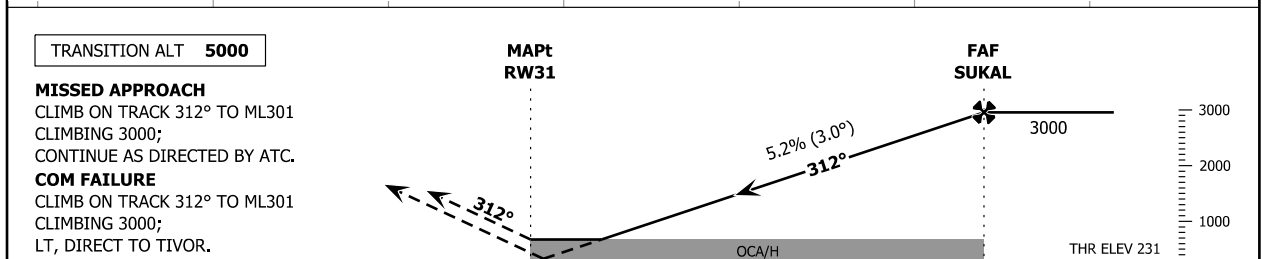 TRANSITION ALT 5000
MISSED APPROACH
CLIMB ON TRACK 312° TO ML301
CLIMBING 3000;
CONTINUE AS DIRECTED BY ATC.
COM FAILURE
CLIMB ON TRACK 312° TO ML301
CLIMBING 3000;
LT, DIRECT TO TIVOR.
MAPt
RW31
FAF
SUKAL
3000
5.2% (3.0°)
312°
312°
OCA/H
THR ELEV 231
3000
2000
1000